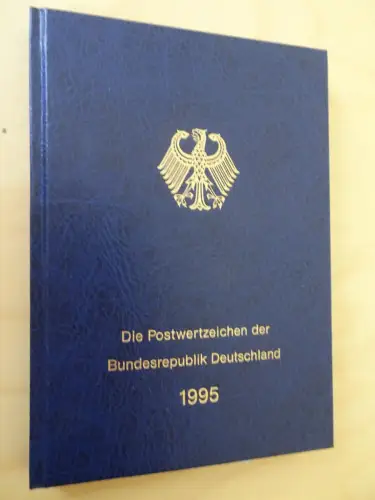 Die Postwertzeichen der
Bundesrepublik Deutschland
1995